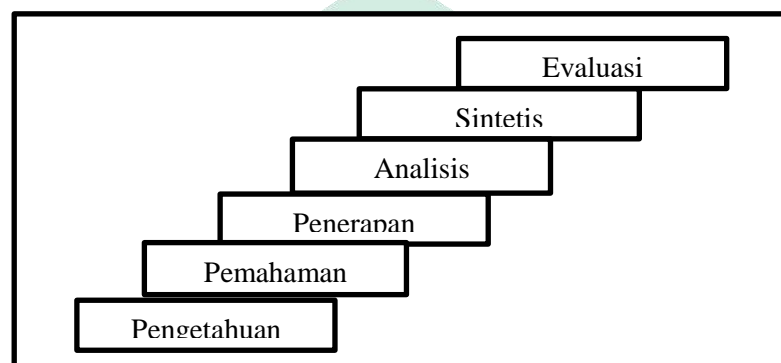 Evaluasi
Sintetis
Analisis
Penerapan
Pemahaman
Pengetahuan